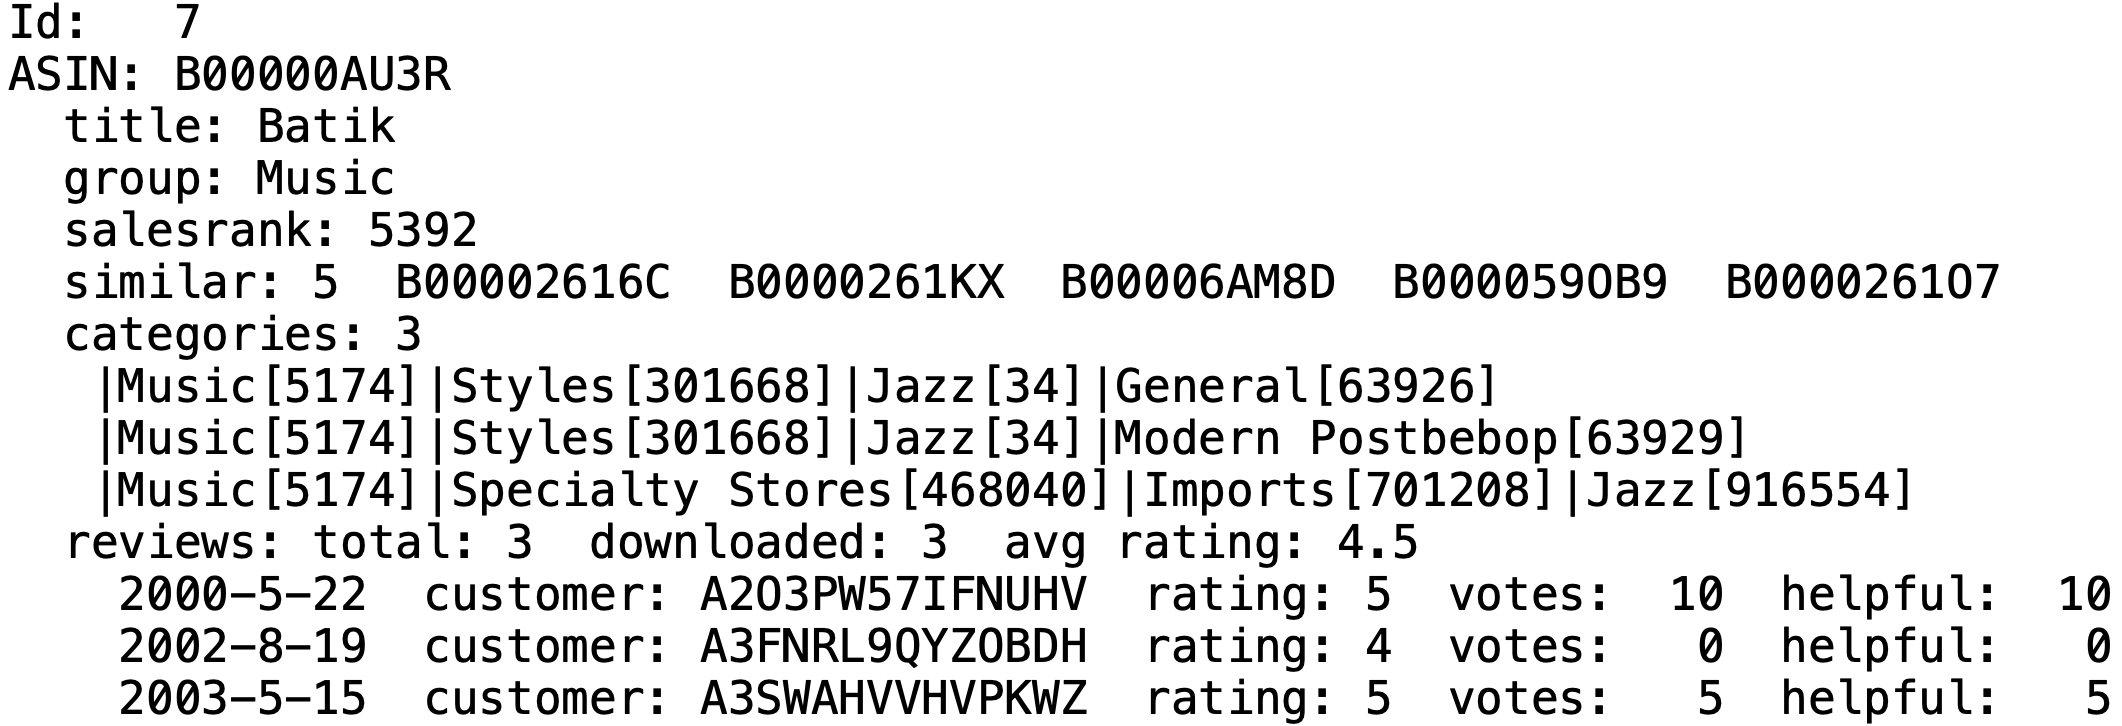 Id:   7
ASIN: B00000AU3R
  title: Batik
  group: Music
  salesrank: 5392
  similar: 5  B00002616C  B0000261KX  B00006AM8D  B000059OB9  B0000261O7
  categories: 3
   |Music[5174]|Styles[301668]|Jazz[34]|General[63926]
   |Music[5174]|Styles[301668]|Jazz[34]|Modern Postbebop[63929]
   |Music[5174]|Specialty Stores[468040]|Imports[701208]|Jazz[916554]
  reviews: total: 3  downloaded: 3  avg rating: 4.5
    2000-5-22  customer: A2O3PW57IFNUHV  rating: 5  votes:  10  helpful:  10
    2002-8-19  customer: A3FNRL9QYZOBDH  rating: 4  votes:   0  helpful:   0
    2003-5-15  customer: A3SWAHVVHVPKWZ  rating: 5  votes:   5  helpful:   5